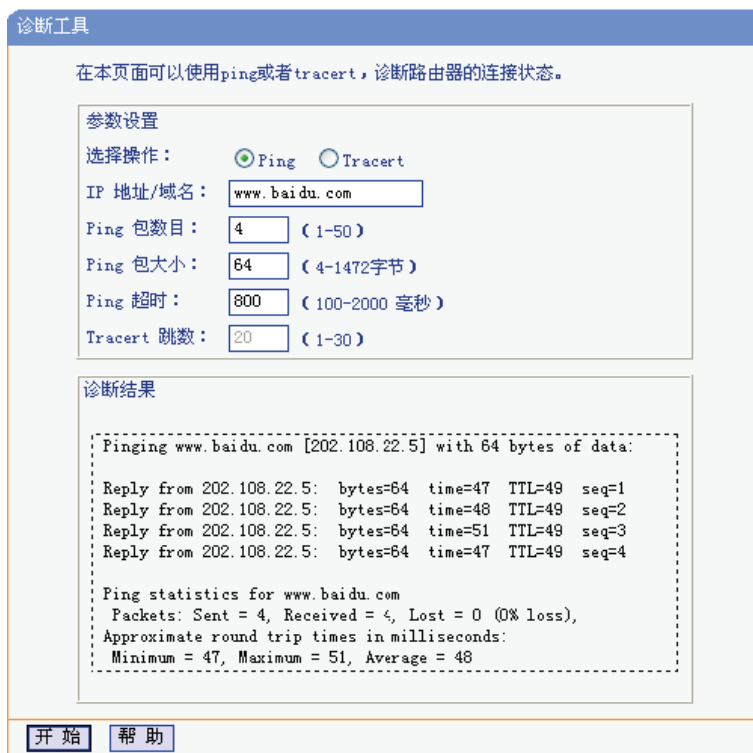 诊断工具
在本页面可以使用ping或者tracert，诊断路由器的连接状态。
参数设置
选择操作： Ping Tracert
IP 地址/域名： www.baidu.com
Ping 包数目： 4 （1-50）
Ping 包大小： 64 （4-1472字节）
Ping 超时： 800 （100-2000 毫秒）
Tracert 跳数： 20 （1-30）
诊断结果
Pinging www.baidu.com [202.108.22.5] with 64 bytes of data:
Reply from 202.108.22.5: bytes=64 time=47 TTL=49 seq=1
Reply from 202.108.22.5: bytes=64 time=48 TTL=49 seq=2
Reply from 202.108.22.5: bytes=64 time=51 TTL=49 seq=3
Reply from 202.108.22.5: bytes=64 time=47 TTL=49 seq=4
Ping statistics for www.baidu.com
Packets: Sent = 4, Received = 4, Lost = 0 (0% loss),
Approximate round trip times in milliseconds:
Minimum = 47, Maximum = 51, Average = 48
开 始 帮 助